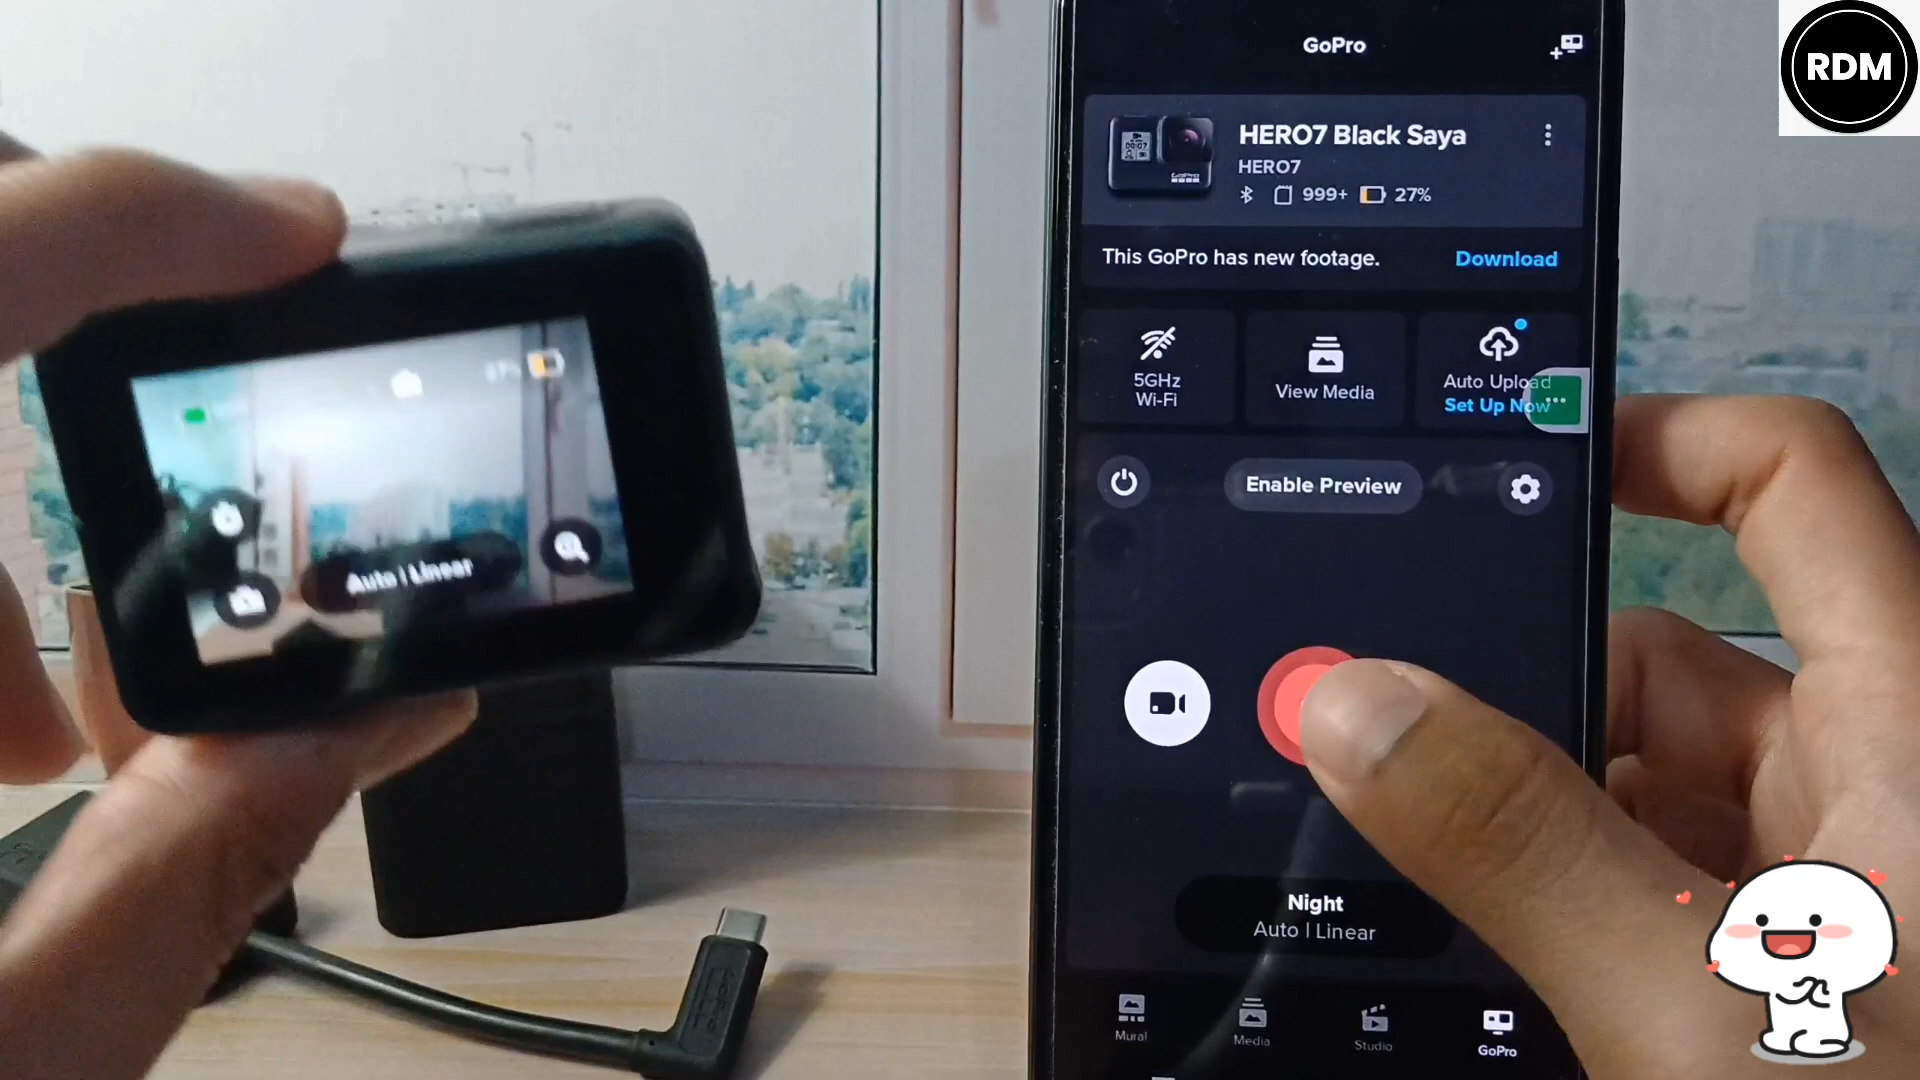 GoPro
RDM
HERO7 Black Saya
HERO7
999+ 27%
GoPro
This GoPro has new footage. Download
5GHz
Wi-Fi
View Media
Auto Upload
Set Up Now
Enable Preview
Auto | Linear
Night
Auto | Linear
Mural
Media
Studio
GoPro